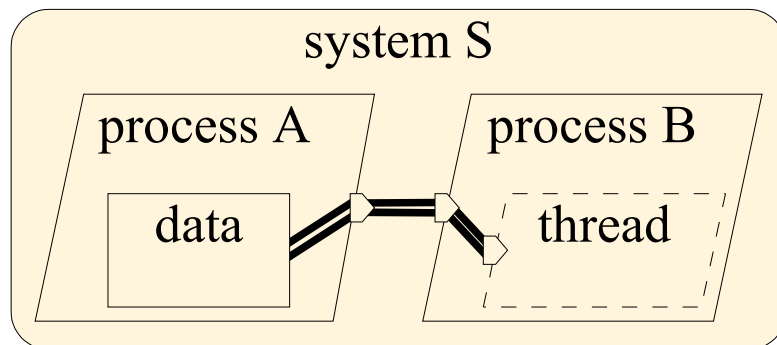 system S
process A
process B
data
thread